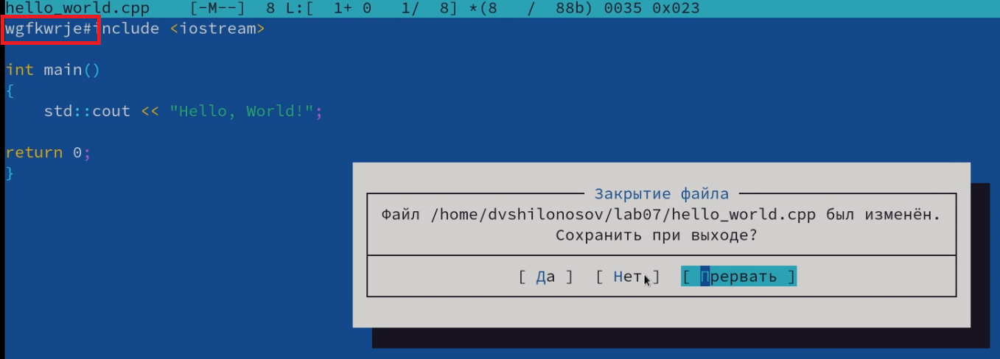 hello_world.cpp [-M--] 8 L:[ 1+ 0 1/ 8] *(8 / 88b) 0035 0x023
wgfkwrje#include <iostream>
int main()
{
std::cout << "Hello, World!";
return 0;
}
Закрытие файла
Файл /home/dvshilonosov/lab07/hello_world.cpp был изменён.
Сохранить при выходе?
[ Да ] [ Нет ] [ Прервать ]